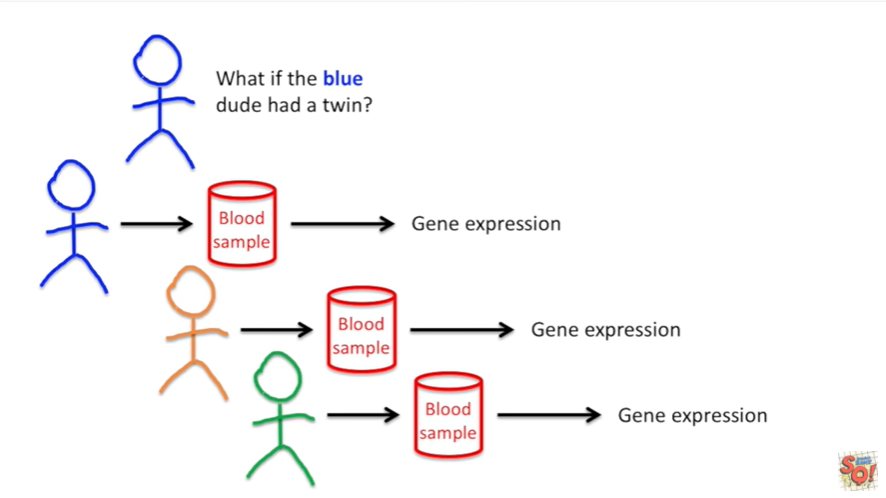 What if the blue
dude had a twin?
Blood
sample
Gene expression
Blood
sample
Gene expression
Blood
sample
Gene expression
SO!